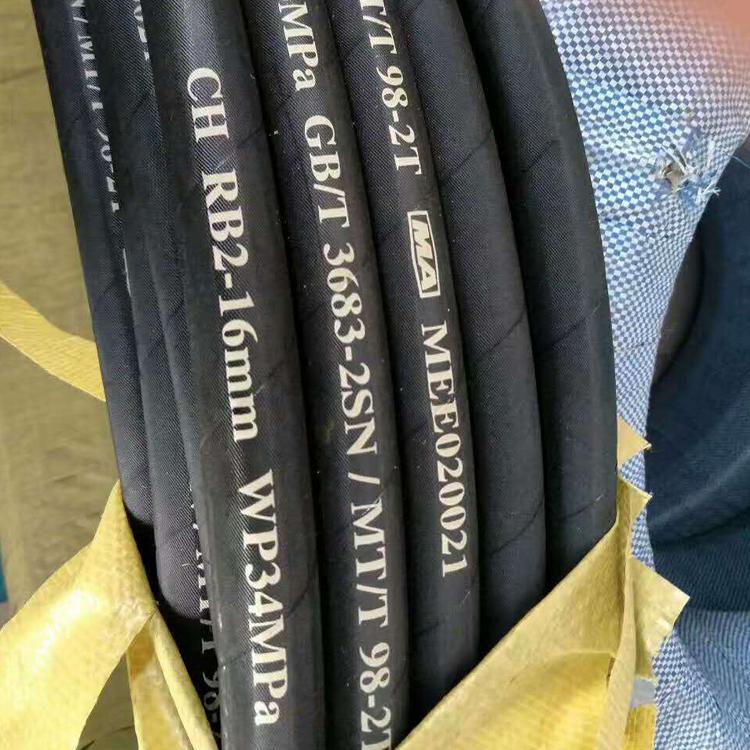 CH RB2-16mm WP34MPa
MPa GB/T 3683-2SN / MT/T 98-2T
T/T 98-2T MA MEE020021